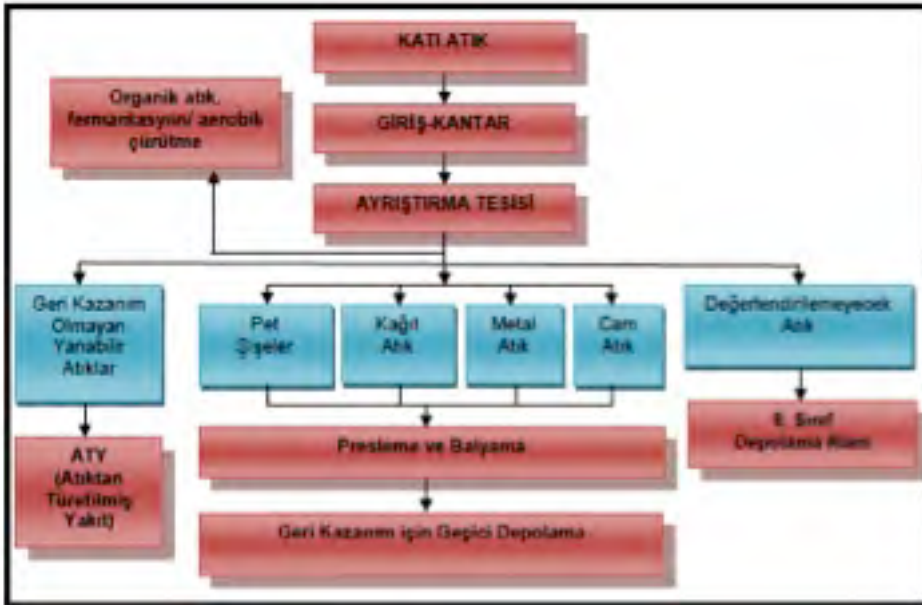 KATI ATIK
Organik atık,
fermantasyon/ aerobik
çürütme
GİRİŞ-KANTAR
AYRIŞTIRMA TESİSİ
Geri Kazanım
Olmayan
Yanabilir
Atıklar
Pet
Şişeler
Kağıt
Atık
Metal
Atık
Cam
Atık
Değerlendirilemeyecek
Atık
ATY
(Atıktan
Türetilmiş
Yakıt)
Presleme ve Balyama
Sınıf
Depolama Alanı
Geri Kazanım için Geçici Depolama